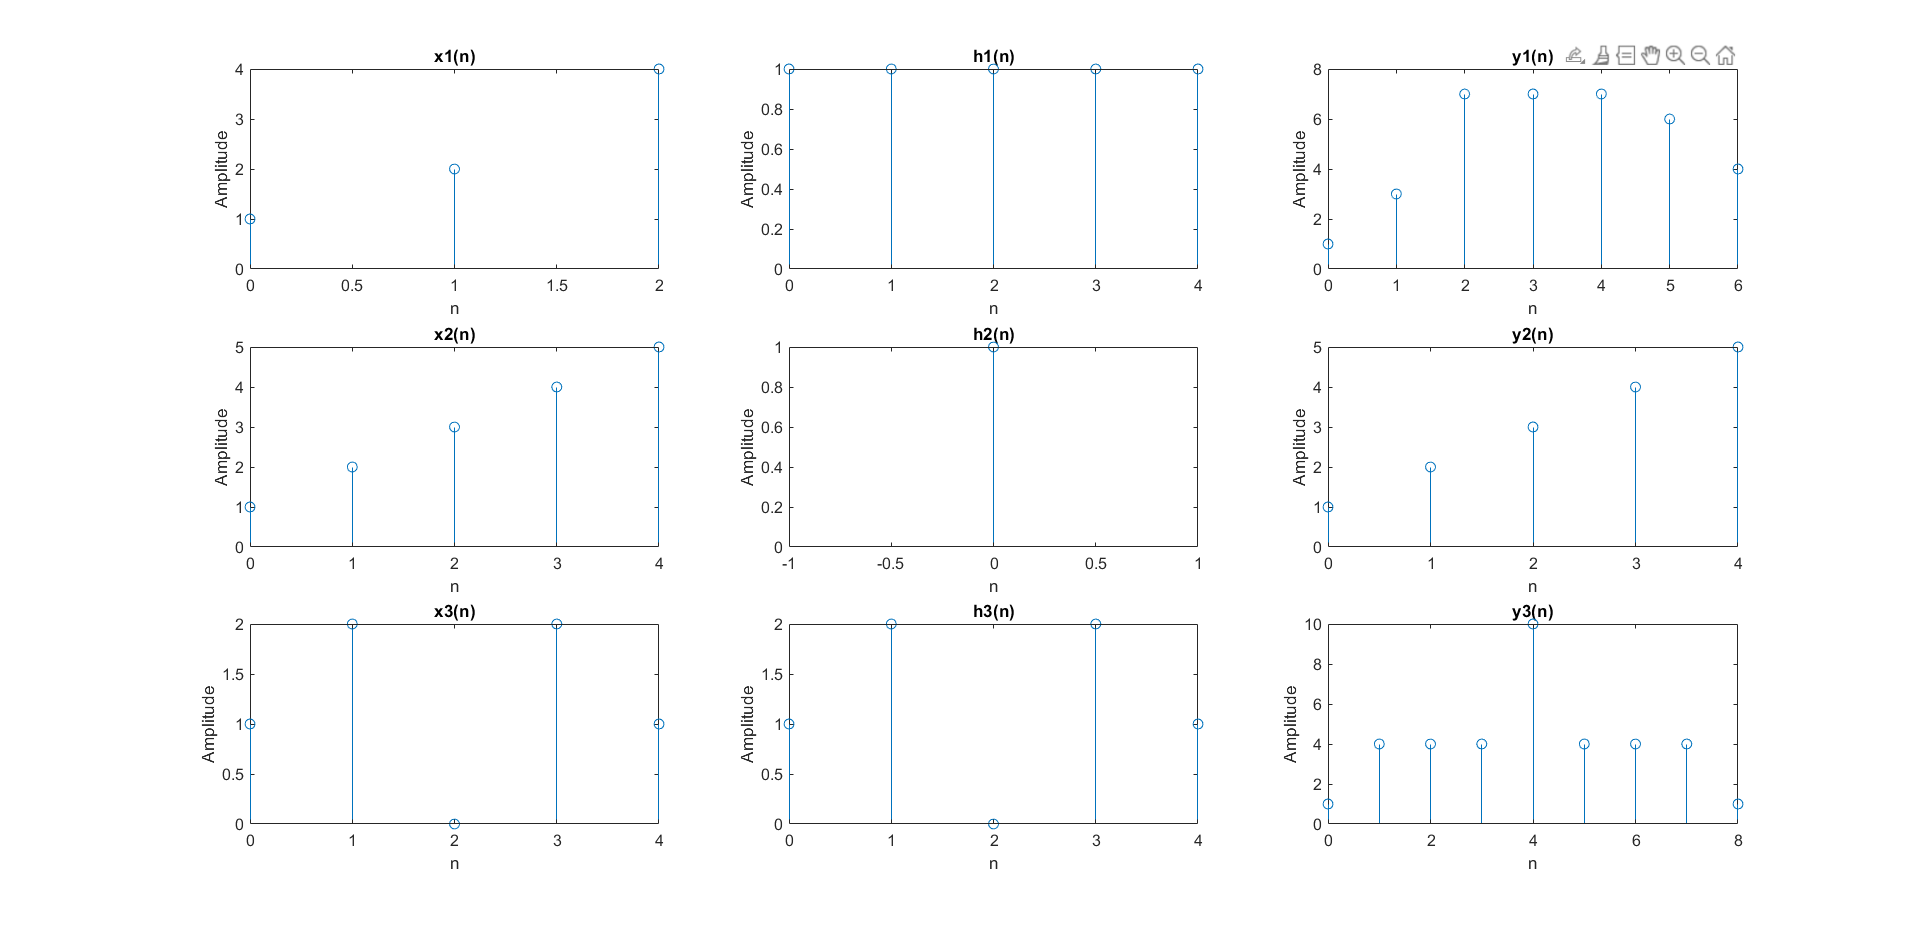 x1(n)
4
3
2
1
0
Amplitude
0 0.5 1 1.5 2
n
h1(n)
1
0.8
0.6
0.4
0.2
0
Amplitude
0 1 2 3 4
n
y1(n)
8
6
4
2
0
Amplitude
0 1 2 3 4 5 6
n
x2(n)
5
4
3
2
1
0
Amplitude
0 1 2 3 4
n
h2(n)
1
0.8
0.6
0.4
0.2
0
Amplitude
-1 -0.5 0 0.5 1
n
y2(n)
5
4
3
2
1
0
Amplitude
0 1 2 3 4
n
x3(n)
2
1.5
1
0.5
0
Amplitude
0 1 2 3 4
n
h3(n)
2
1.5
1
0.5
0
Amplitude
0 1 2 3 4
n
y3(n)
10
8
6
4
2
0
Amplitude
0 2 4 6 8
n